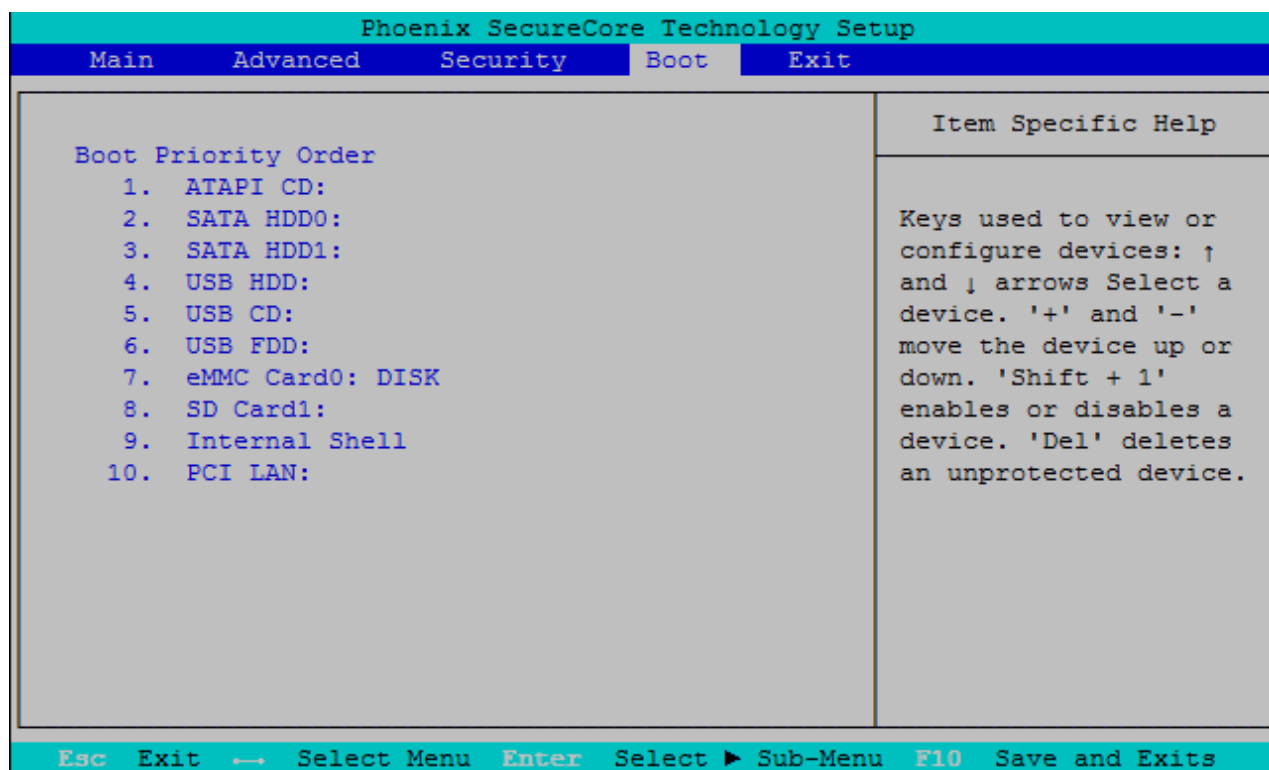 Phoenix SecureCore Technology Setup
Main Advanced Security Boot Exit
Boot Priority Order
1. ATAPI CD:
2. SATA HDD0:
3. SATA HDD1:
4. USB HDD:
5. USB CD:
6. USB FDD:
7. eMMC Card0: DISK
8. SD Card1:
9. Internal Shell
10. PCI LAN:
Item Specific Help
Keys used to view or
configure devices: ↑
and ↓ arrows Select a
device. '+' and '-'
move the device up or
down. 'Shift + 1'
enables or disables a
device. 'Del' deletes
an unprotected device.
Esc Exit ←→ Select Menu Enter Select ▶ Sub-Menu F10 Save and Exits